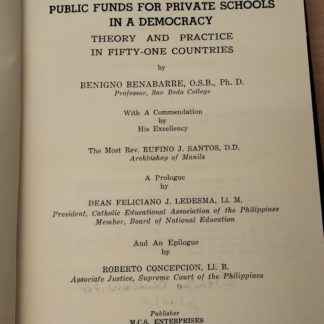 PUBLIC FUNDS FOR PRIVATE SCHOOLS
IN A DEMOCRACY
THEORY AND PRACTICE
IN FIFTY-ONE COUNTRIES
by
BENIGNO BENABARRE, O.S.B., Ph. D.
Professor, San Beda College
With A Commendation
by
His Excellency
The Most Rev. RUFINO J. SANTOS, D.D.
Archbishop of Manila
A Prologue
by
DEAN FELICIANO J. LEDESMA, Ll. M.
President, Catholic Educational Association of the Philippines
Member, Board of National Education
And an Epilogue
by
ROBERTO CONCEPCION, LL. B.
Associate Justice, Supreme Court of the Philippines
Publisher
M.C.S. ENTERPRISES